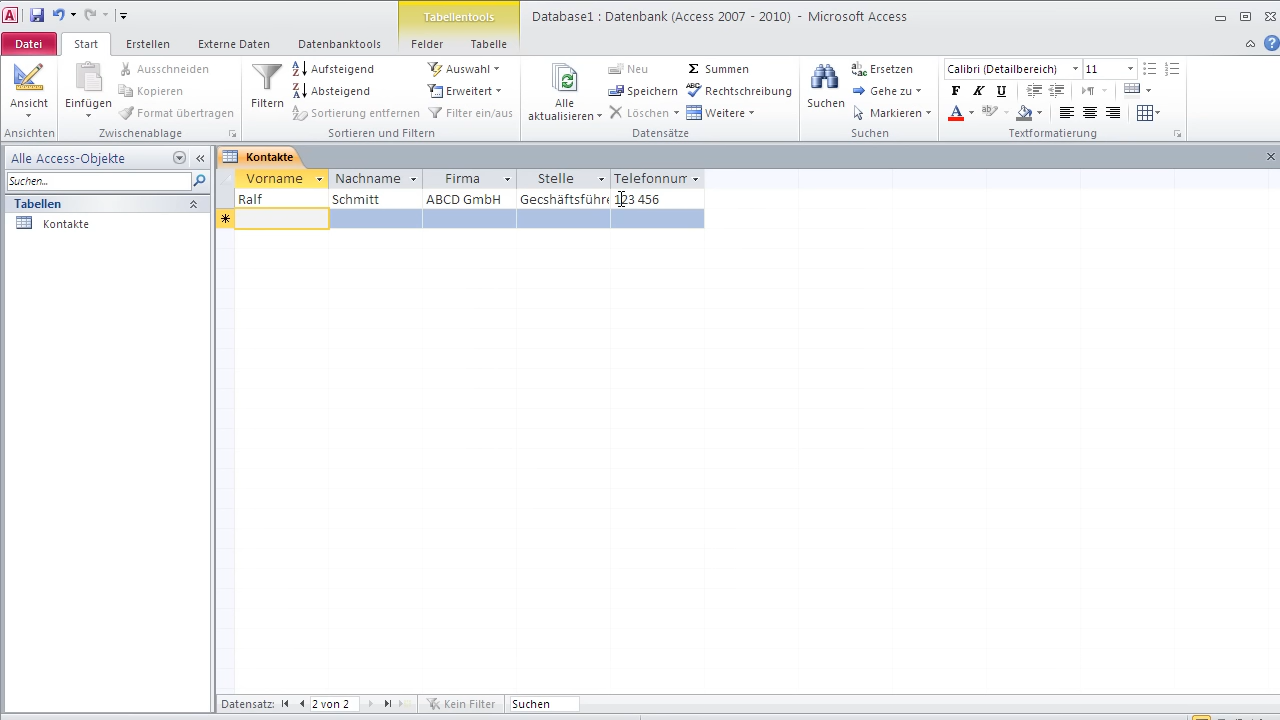 Tabellentools
Database1 : Datenbank (Access 2007 - 2010) - Microsoft Access
Datei Start Erstellen Externe Daten Datenbanktools Felder Tabelle
Ansicht
Ansichten
Einfügen
Ausschneiden
Kopieren
Format übertragen
Zwischenablage
Filtern
Aufsteigend
Absteigend
Sortierung entfernen
Auswahl
Erweitert
Filter ein/aus
Sortieren und Filtern
Alle
aktualisieren
Neu
Speichern
Löschen
Summen
Rechtschreibung
Weitere
Datensätze
Suchen
Ersetzen
Gehe zu
Markieren
Suchen
Calibri (Detailbereich) 11
F K U
Textformatierung
Alle Access-Objekte
Suchen...
Tabellen
Kontakte
Kontakte
Vorname Nachname Firma Stelle Telefonnum
Ralf Schmitt ABCD GmbH Gecshäftsführe 123 456
Datensatz: 2 von 2 Kein Filter Suchen